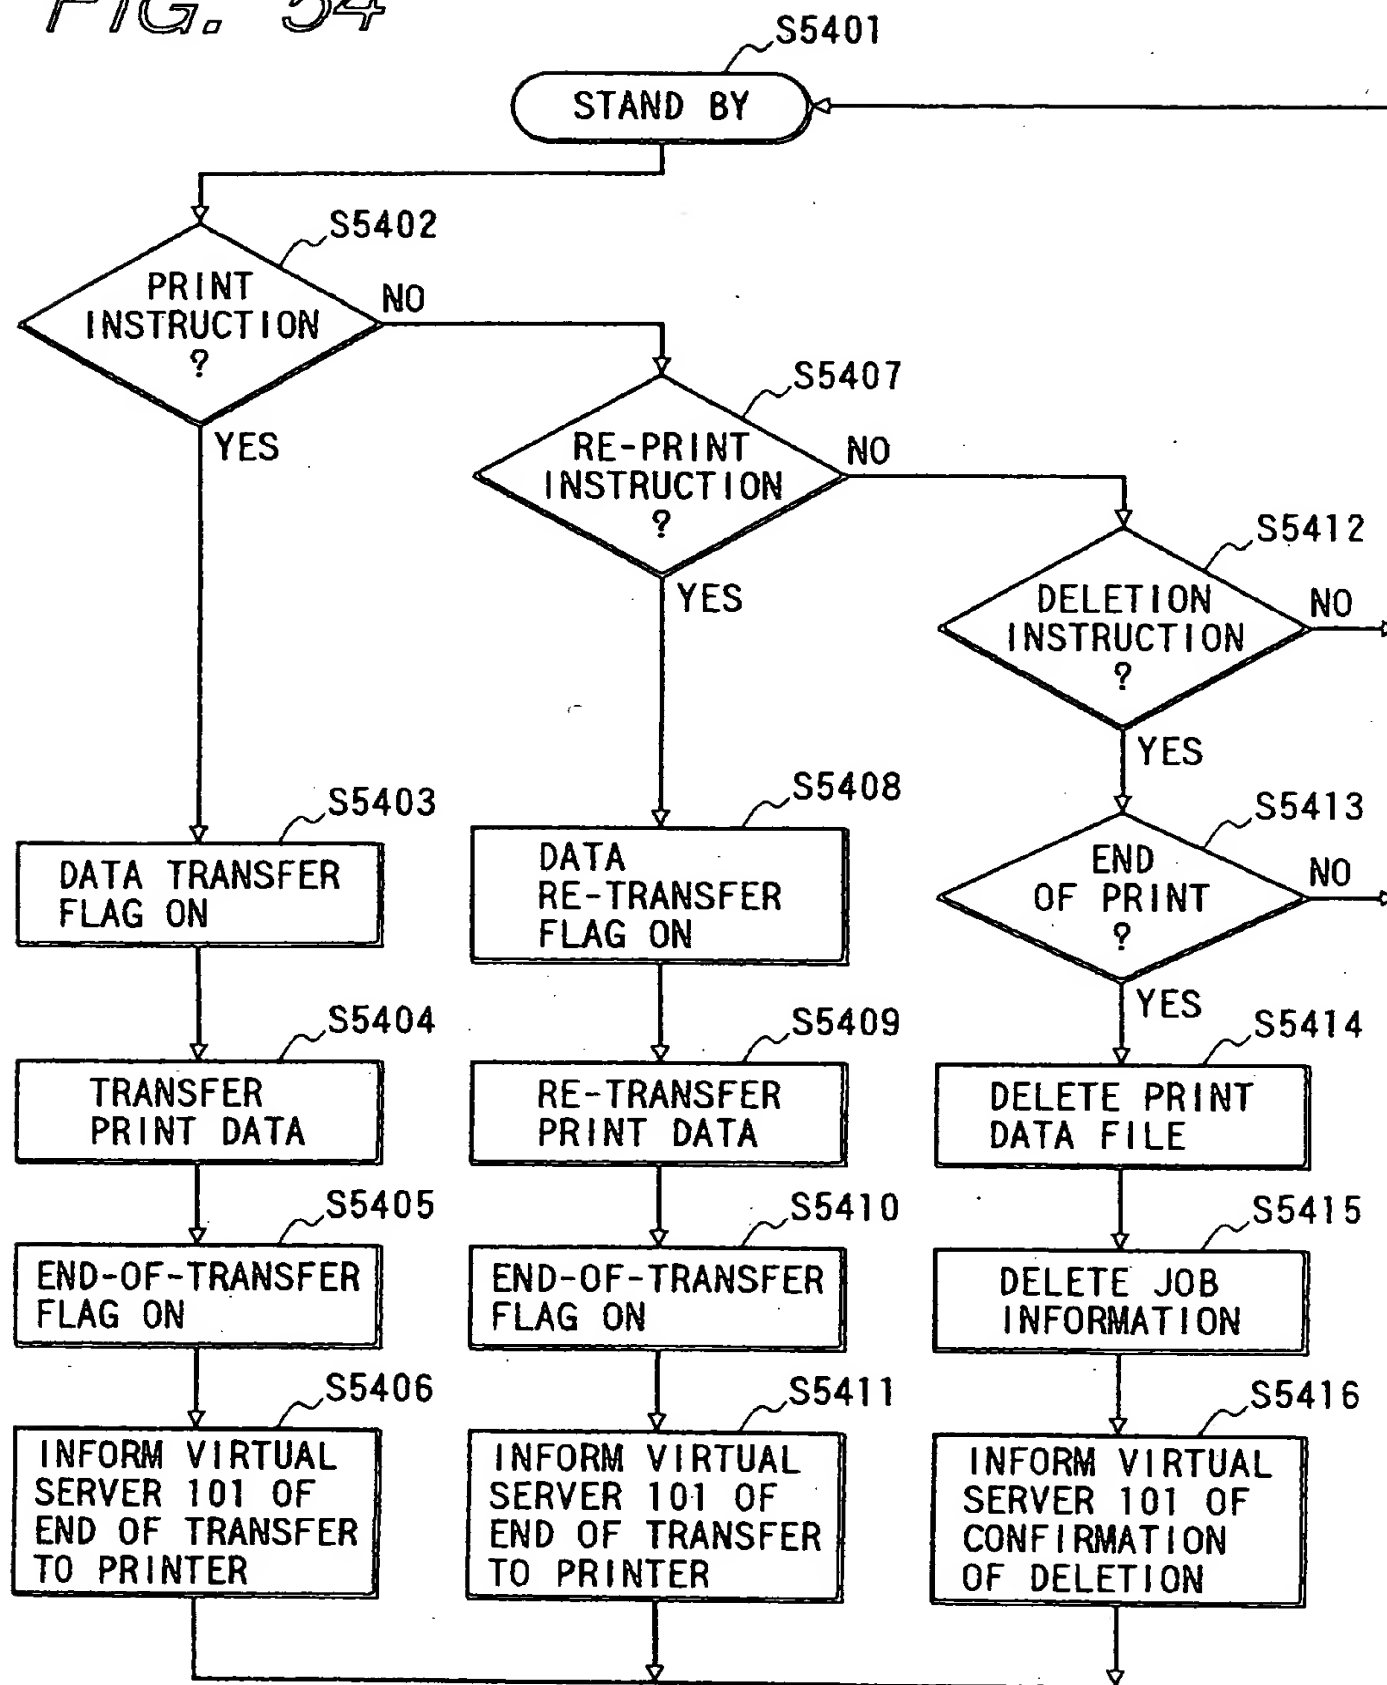 FIG. 54
S5401
STAND BY
S5402
PRINT
INSTRUCTION
?
NO
YES
S5407
RE-PRINT
INSTRUCTION
?
NO
YES
S5412
DELETION
INSTRUCTION
?
NO
YES
S5403
DATA TRANSFER
FLAG ON
S5408
DATA
RE-TRANSFER
FLAG ON
S5413
END
OF PRINT
?
NO
YES
S5404
TRANSFER
PRINT DATA
S5409
RE-TRANSFER
PRINT DATA
S5414
DELETE PRINT
DATA FILE
S5405
END-OF-TRANSFER
FLAG ON
S5410
END-OF-TRANSFER
FLAG ON
S5415
DELETE JOB
INFORMATION
S5406
INFORM VIRTUAL
SERVER 101 OF
END OF TRANSFER
TO PRINTER
S5411
INFORM VIRTUAL
SERVER 101 OF
END OF TRANSFER
TO PRINTER
S5416
INFORM VIRTUAL
SERVER 101 OF
CONFIRMATION
OF DELETION